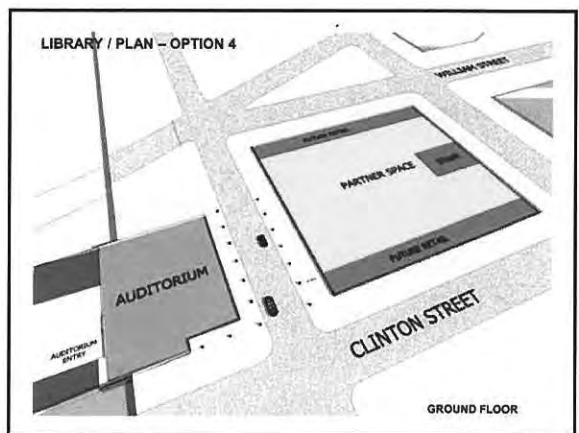 LIBRARY / PLAN – OPTION 4
WILLIAM STREET
FUTURE RETAIL
PARTNER SPACE
FUTURE RETAIL
AUDITORIUM
CLINTON STREET
AUDITORIUM
ENTRY
GROUND FLOOR